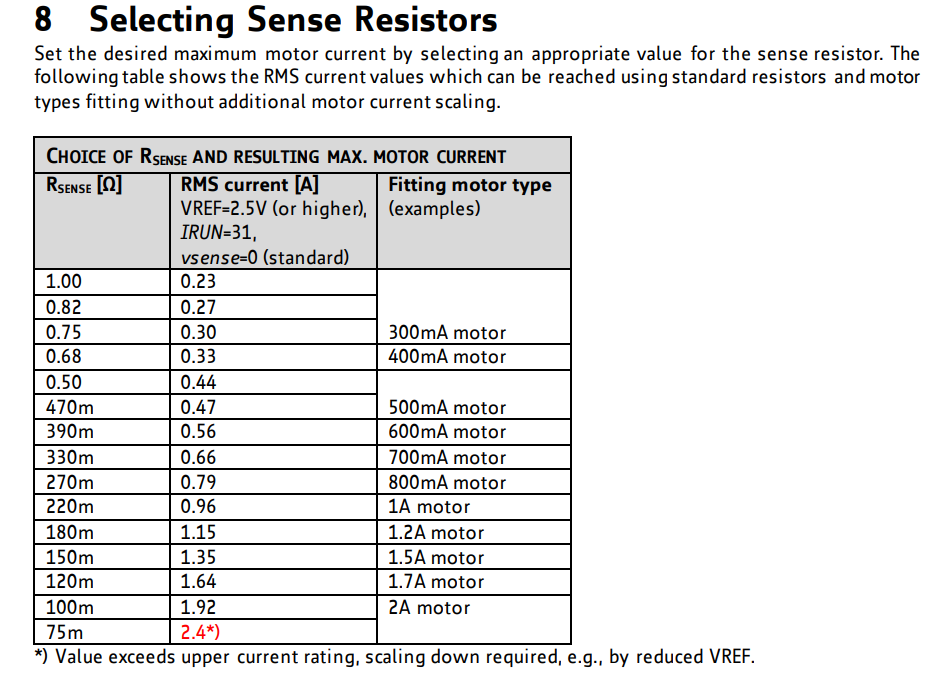 8 Selecting Sense Resistors
Set the desired maximum motor current by selecting an appropriate value for the sense resistor. The
following table shows the RMS current values which can be reached using standard resistors and motor
types fitting without additional motor current scaling.
CHOICE OF RSENSE AND RESULTING MAX. MOTOR CURRENT
RSENSE [Ω] RMS current [A] Fitting motor type
VREF=2.5V (or higher), (examples)
IRUN=31,
vsense=0 (standard)
1.00 0.23
0.82 0.27
0.75 0.30 300mA motor
0.68 0.33 400mA motor
0.50 0.44
470m 0.47 500mA motor
390m 0.56 600mA motor
330m 0.66 700mA motor
270m 0.79 800mA motor
220m 0.96 1A motor
180m 1.15 1.2A motor
150m 1.35 1.5A motor
120m 1.64 1.7A motor
100m 1.92 2A motor
75m 2.4*)
*) Value exceeds upper current rating, scaling down required, e.g., by reduced VREF.